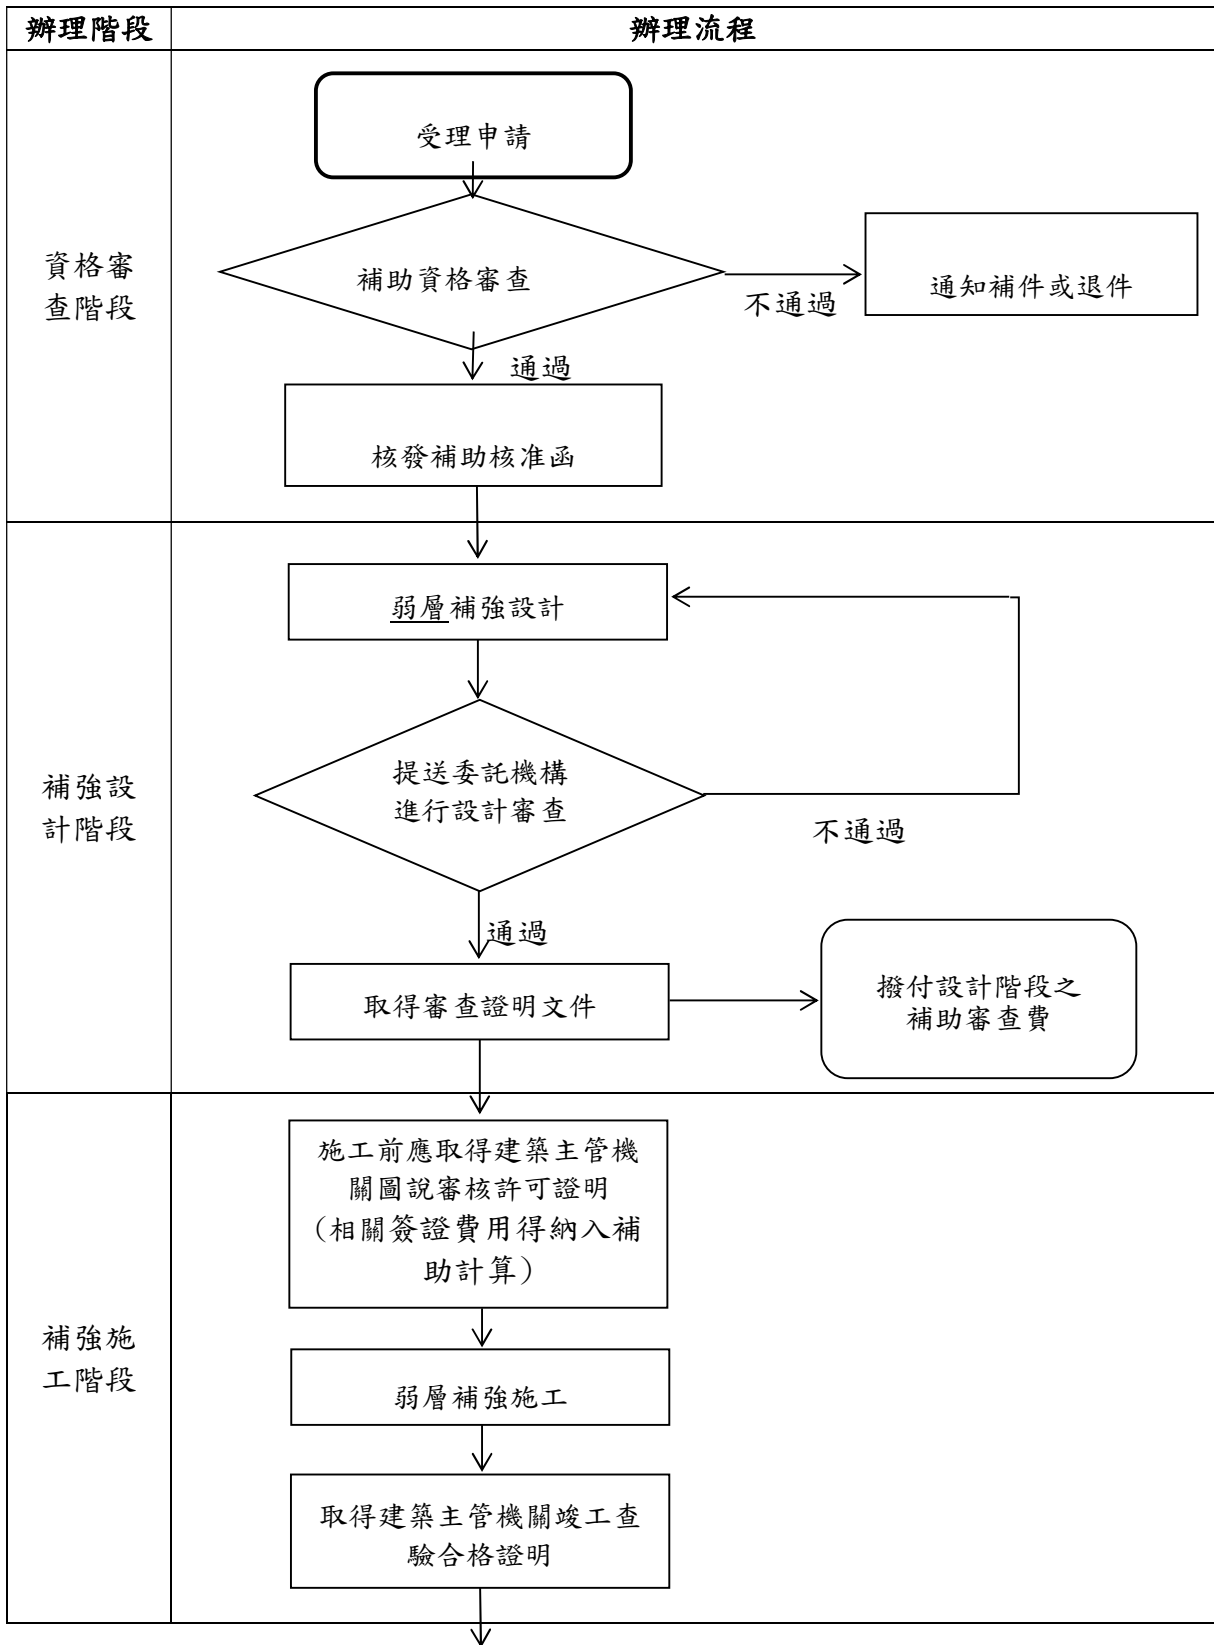 辦理階段
辦理流程
受理申請
資格審
查階段
補助資格審查
不通過
通知補件或退件
通過
核發補助核准函
弱層補強設計
補強設
計階段
提送委託機構
進行設計審查
不通過
通過
取得審查證明文件
撥付設計階段之
補助審查費
補強施
工階段
施工前應取得建築主管機
關圖說審核許可證明
(相關簽證費用得納入補
助計算)
弱層補強施工
取得建築主管機關竣工查
驗合格證明